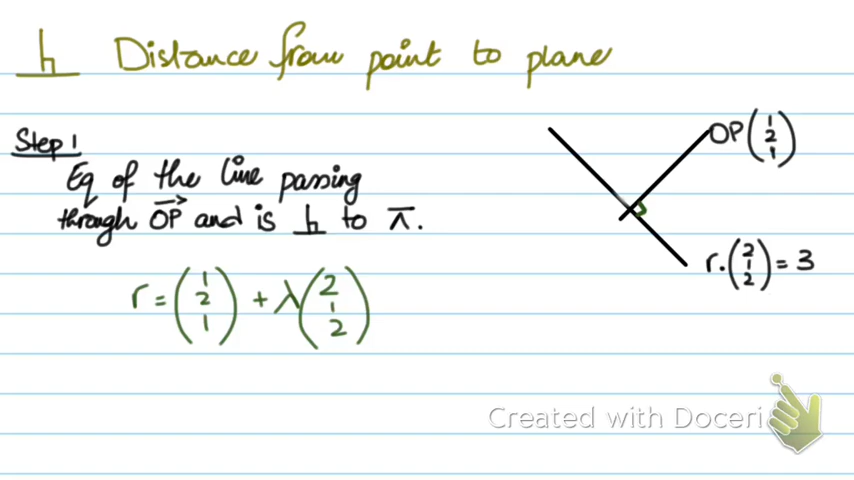 h Distance from point to plane
Step 1
Eq of the line passing
through OP and is h to π.
r = (1 2 1) + λ(2 1 2)
OP (1 2 1)
r. (2 1 2) = 3
Created with Doceri